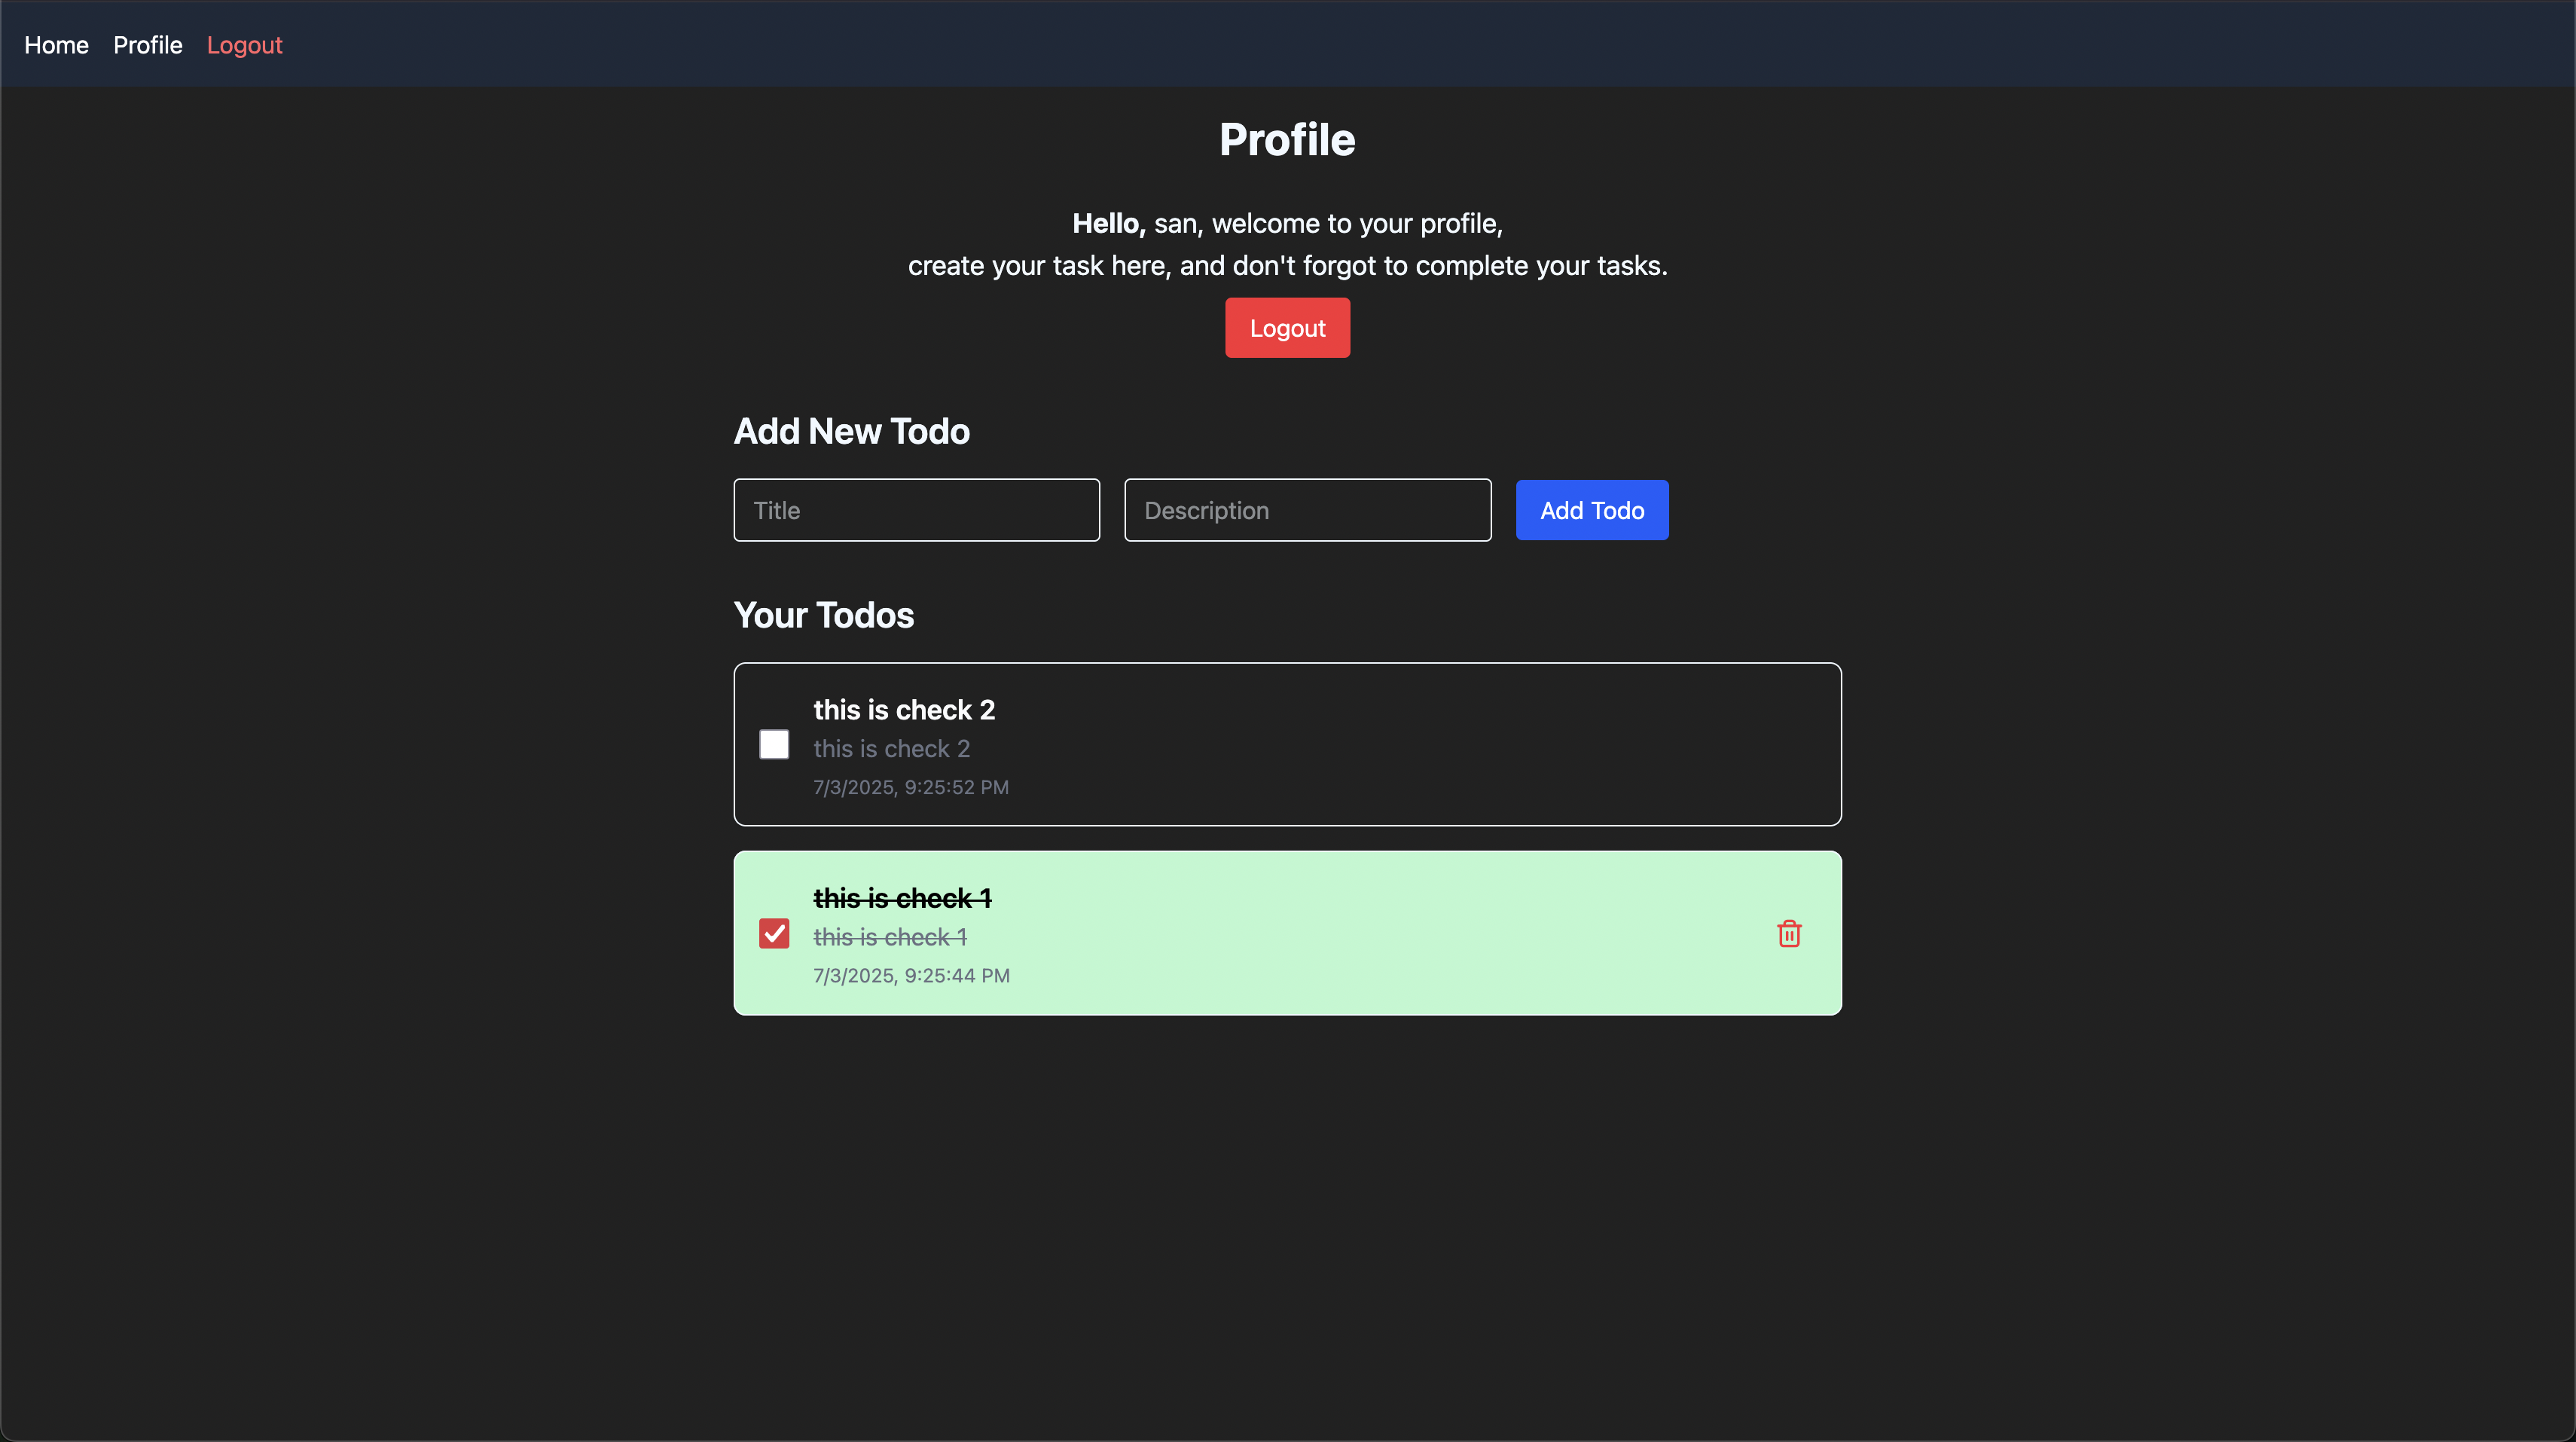 Home Profile Logout
Profile
Hello, san, welcome to your profile,
create your task here, and don't forgot to complete your tasks.
Logout
Add New Todo
Title Description Add Todo
Your Todos
this is check 2
this is check 2
7/3/2025, 9:25:52 PM
this is check 1
this is check 1
7/3/2025, 9:25:44 PM